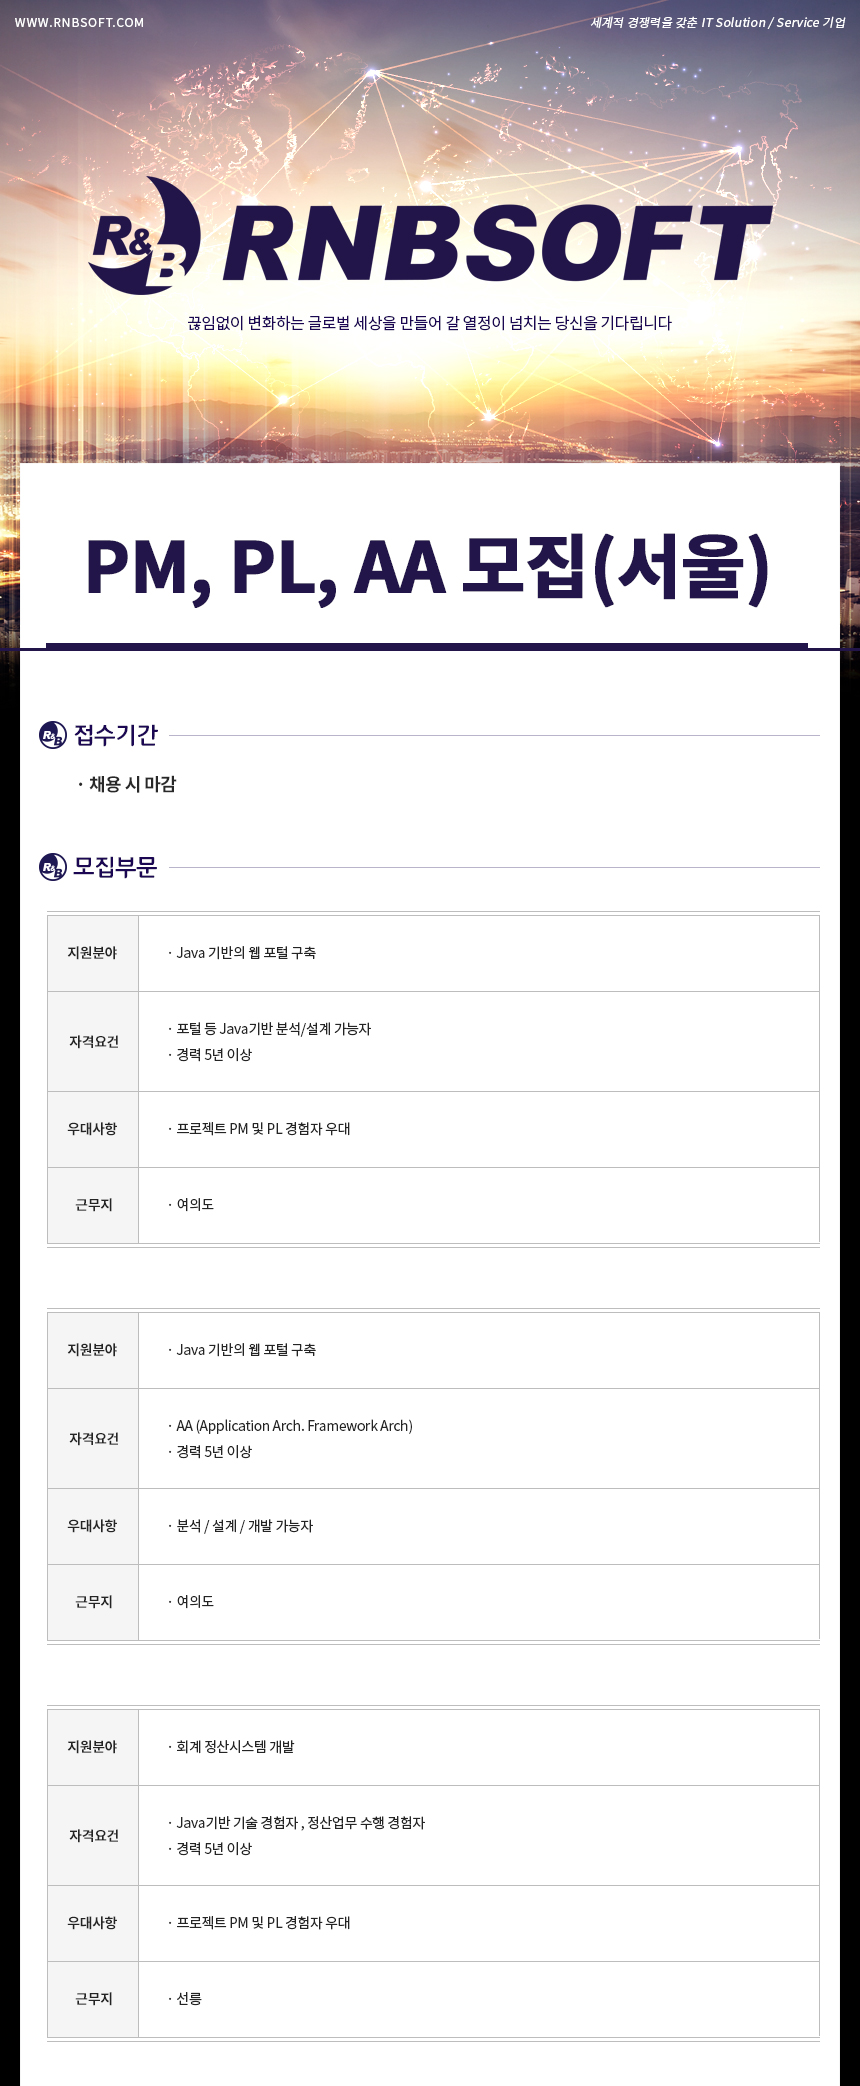 WWW.RNBSOFT.COM
세계적 경쟁력을 갖춘 IT Solution / Service 기업
R&B RNBSOFT
끊임없이 변화하는 글로벌 세상을 만들어 갈 열정이 넘치는 당신을 기다립니다
PM, PL, AA 모집(서울)
R&B 접수기간
· 채용 시 마감
R&B 모집부문
지원분야 · Java 기반의 웹 포털 구축
자격요건 · 포털 등 Java기반 분석/설계 가능자
· 경력 5년 이상
우대사항 · 프로젝트 PM 및 PL 경험자 우대
근무지 · 여의도
지원분야 · Java 기반의 웹 포털 구축
자격요건 · AA (Application Arch. Framework Arch)
· 경력 5년 이상
우대사항 · 분석 / 설계 / 개발 가능자
근무지 · 여의도
지원분야 · 회계 정산시스템 개발
자격요건 · Java기반 기술 경험자 , 정산업무 수행 경험자
· 경력 5년 이상
우대사항 · 프로젝트 PM 및 PL 경험자 우대
근무지 · 선릉